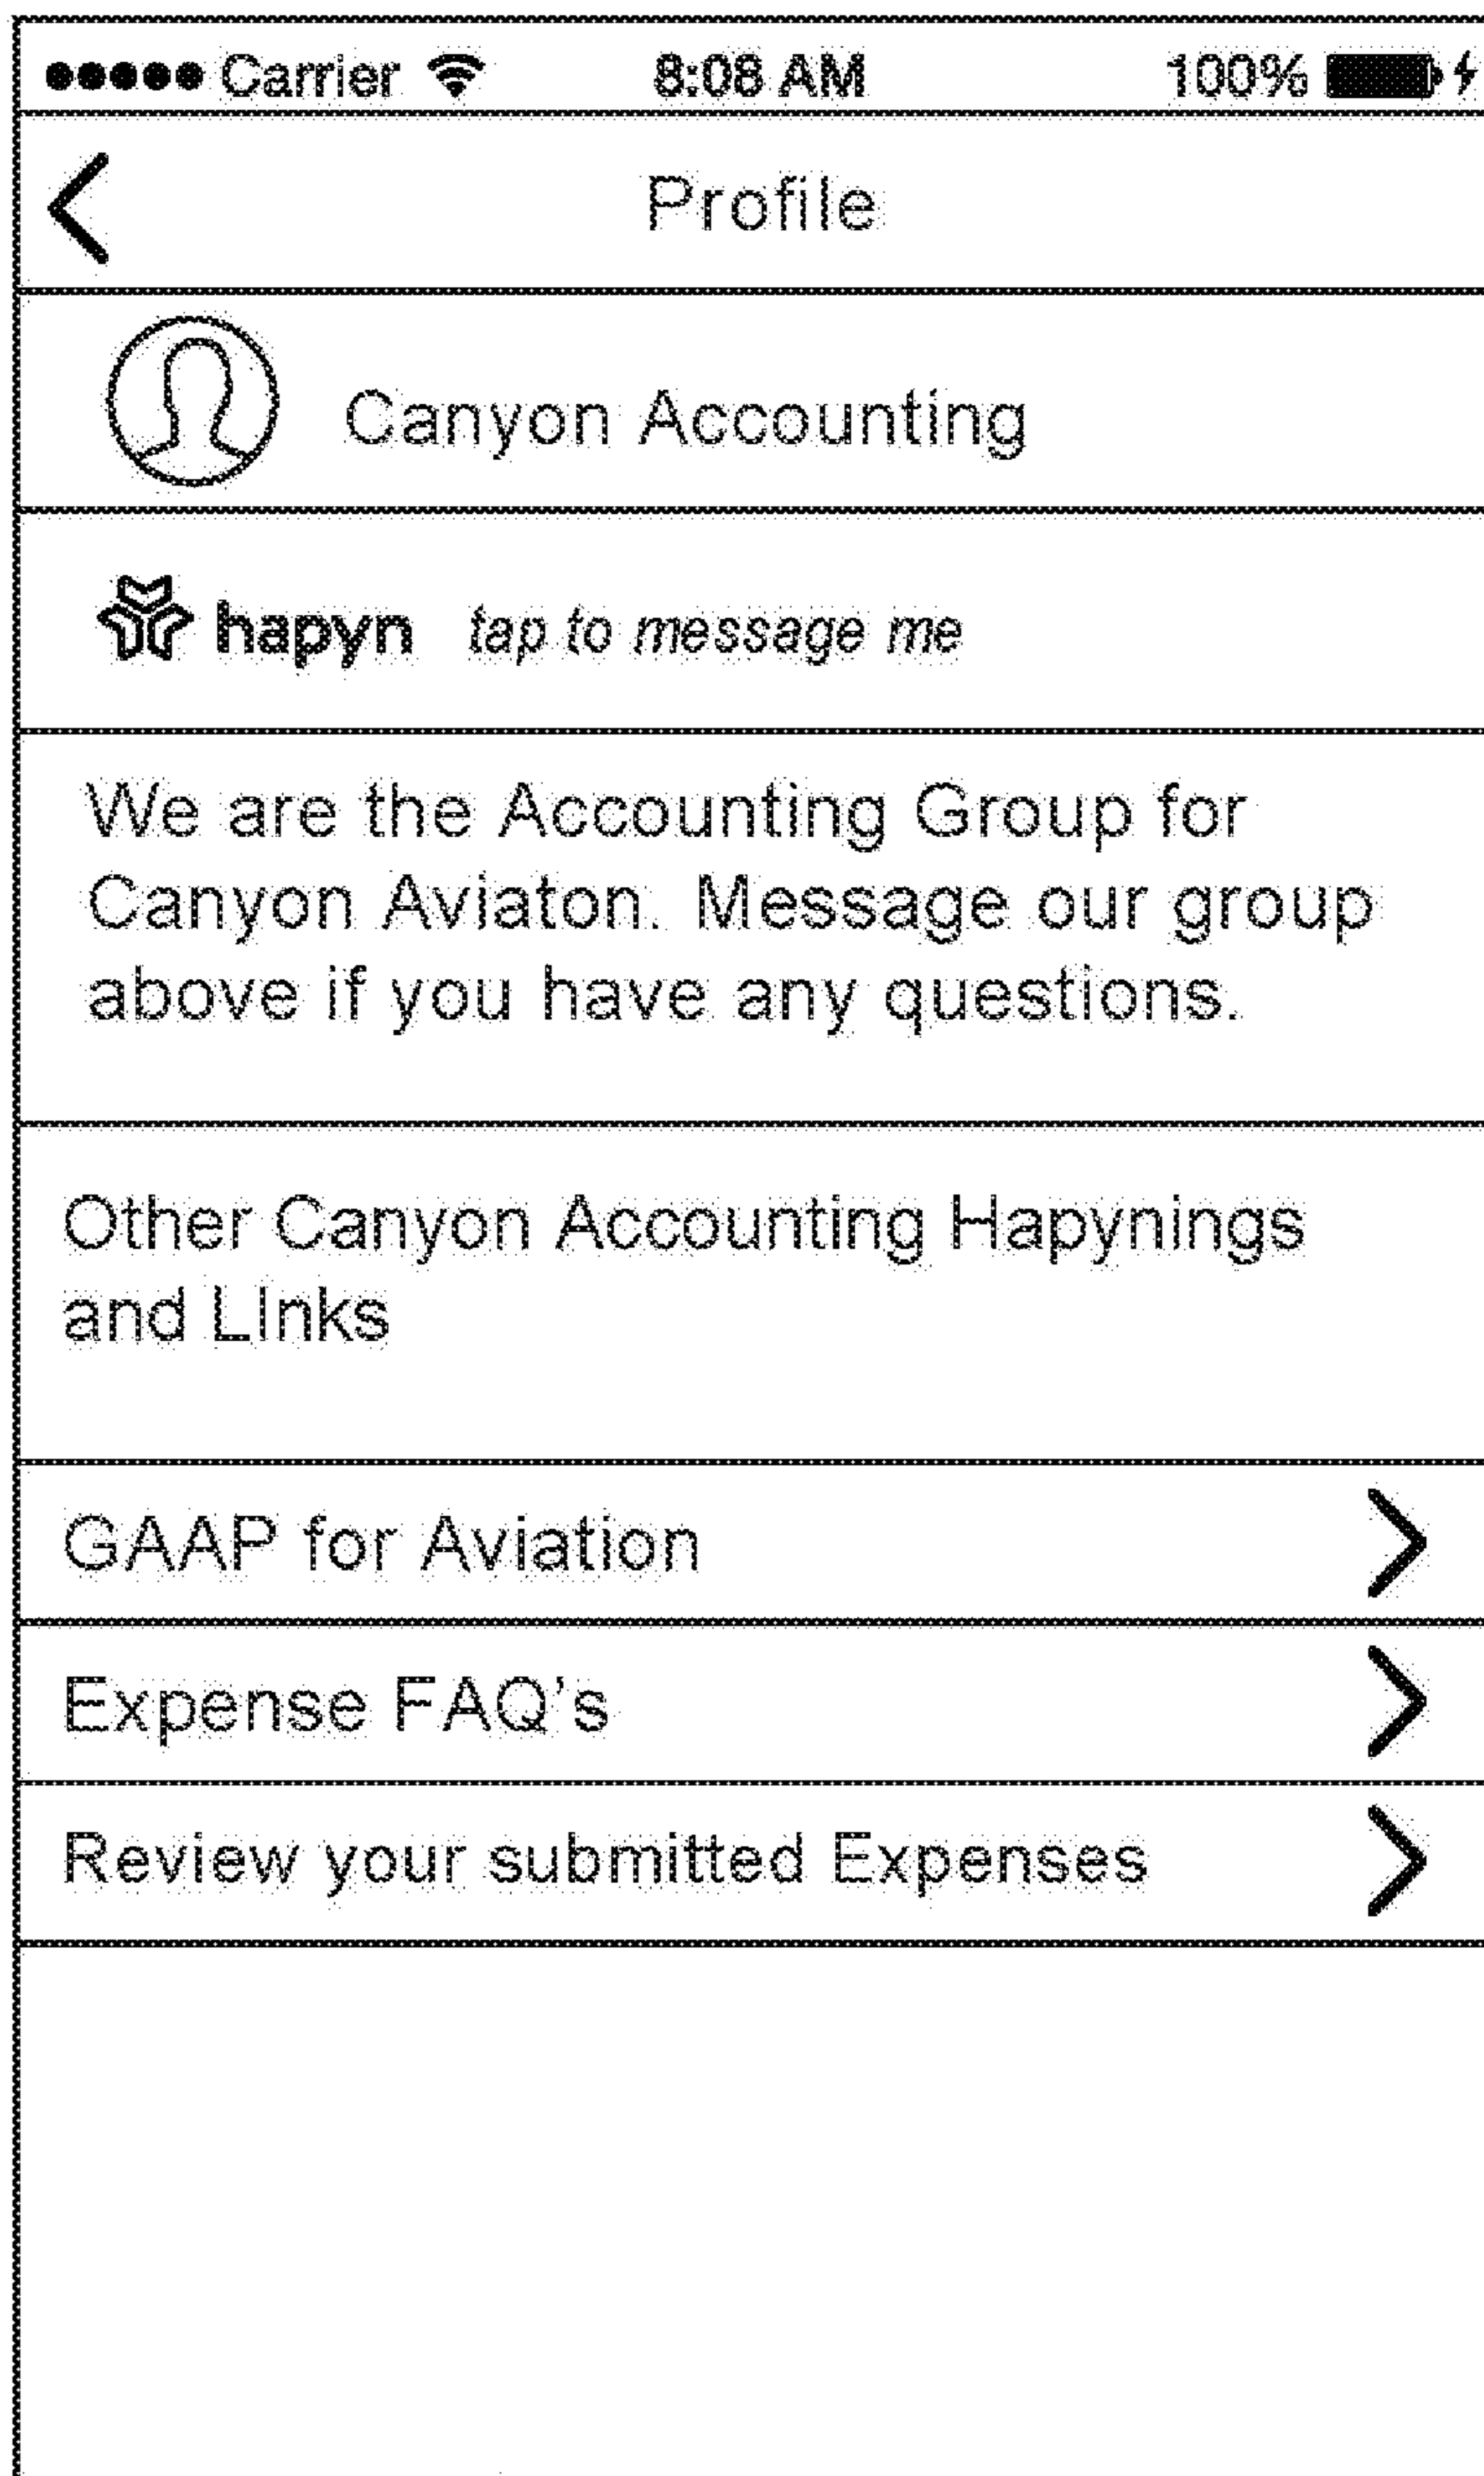 Carrier 8:08 AM 100%
Profile
Canyon Accounting
hapyn tap to message me
We are the Accounting Group for
Canyon Aviaton. Message our group
above if you have any questions.
Other Canyon Accounting Hapynings
and LInks
GAAP for Aviation
Expense FAQ's
Review your submitted Expenses